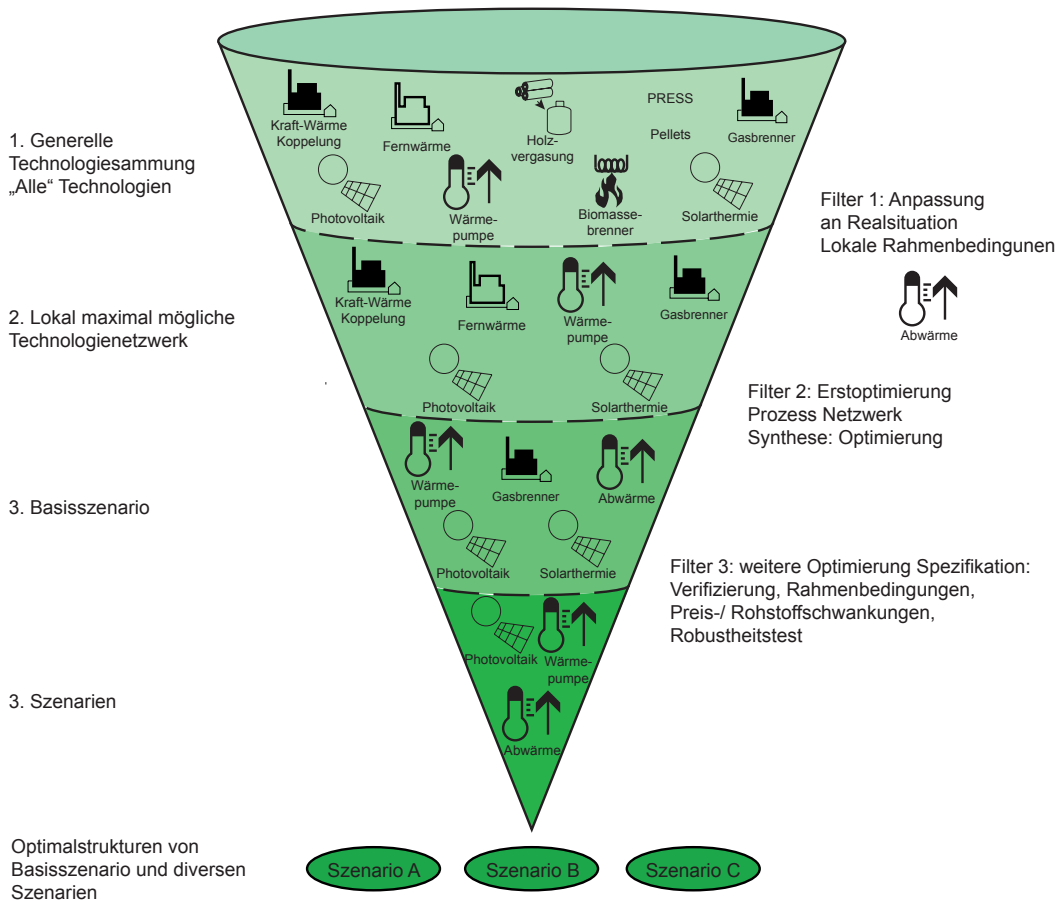 1. Generelle
Technologiesammung
„Alle“ Technologien
Kraft-Wärme
Koppelung
Fernwärme
Holz-
vergasung
PRESS
Pellets
Gasbrenner
Photovoltaik
Wärme-
pumpe
Biomasse-
brenner
Solarthermie
Filter 1: Anpassung
an Realsituation
Lokale Rahmenbedingunen
Abwärme
2. Lokal maximal mögliche
Technologienetzwerk
Kraft-Wärme
Koppelung
Fernwärme
Wärme-
pumpe
Gasbrenner
Photovoltaik
Solarthermie
Filter 2: Erstoptimierung
Prozess Netzwerk
Synthese: Optimierung
3. Basisszenario
Wärme-
pumpe
Gasbrenner
Abwärme
Photovoltaik
Solarthermie
Filter 3: weitere Optimierung Spezifikation:
Verifizierung, Rahmenbedingungen,
Preis-/ Rohstoffschwankungen,
Robustheitstest
3. Szenarien
Photovoltaik
Wärme-
pumpe
Abwärme
Optimalstrukturen von
Basisszenario und diversen
Szenarien
Szenario A
Szenario B
Szenario C